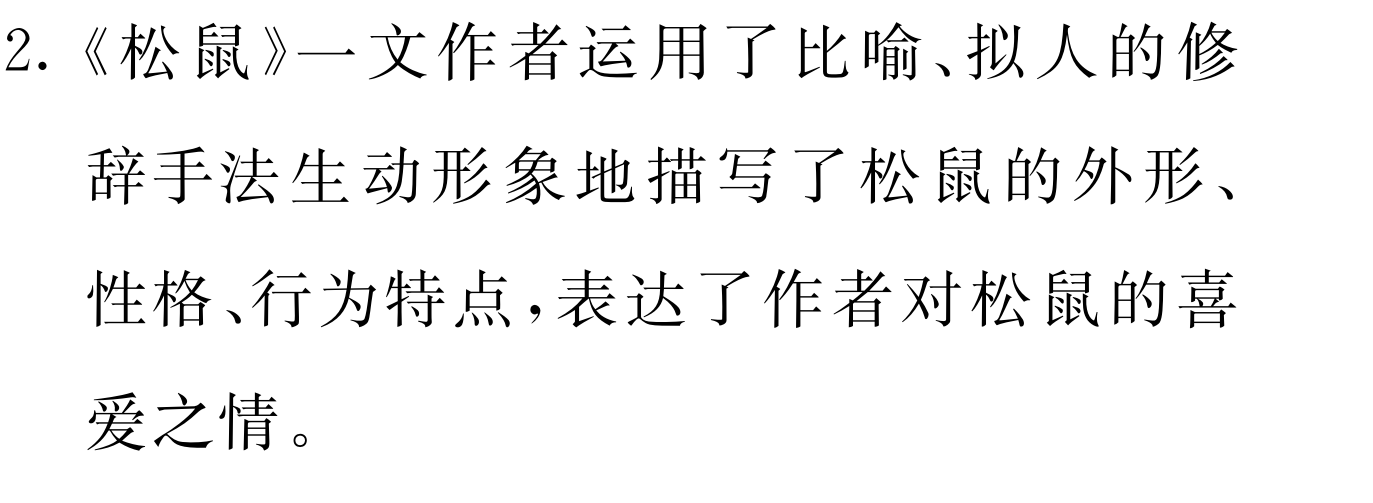 2.《松鼠》一文作者运用了比喻、拟人的修
辞手法生动形象地描写了松鼠的外形、
性格、行为特点,表达了作者对松鼠的喜
爱之情。